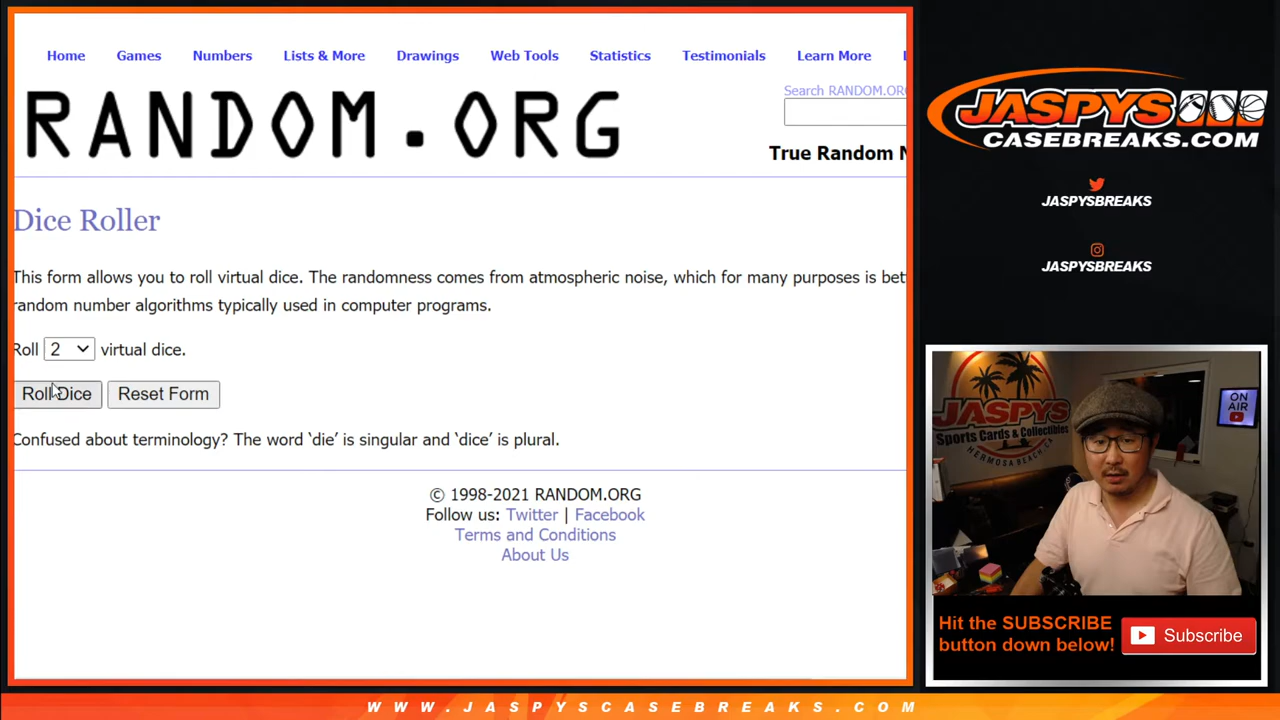 Home Games Numbers Lists & More Drawings Web Tools Statistics Testimonials Learn More
RANDOM.ORG
Search RANDOM.ORG
True Random N
Dice Roller
This form allows you to roll virtual dice. The randomness comes from atmospheric noise, which for many purposes is bet
random number algorithms typically used in computer programs.
Roll 2 virtual dice.
Roll Dice Reset Form
Confused about terminology? The word ‘die’ is singular and ‘dice’ is plural.
© 1998-2021 RANDOM.ORG
Follow us: Twitter | Facebook
Terms and Conditions
About Us
JASPYS
CASEBREAKS.COM
JASPYSBREAKS
JASPYSBREAKS
JASPYS
Sports Cards & Collectibles
HERMOSA BEACH, CA
ON
AIR
Hit the SUBSCRIBE
button down below!
Subscribe
WWW.JASPYSCASEBREAKS.COM